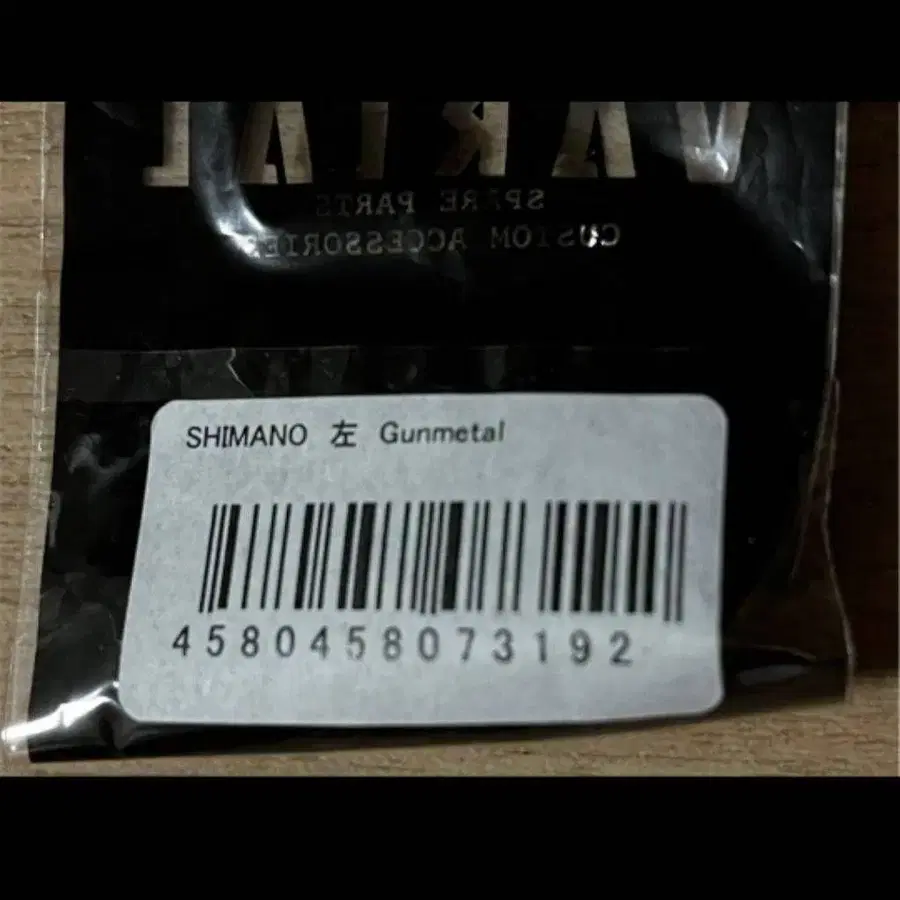 VARIAL
SPARE PARTS
CUSTOM ACCESSORIES
SHIMANO 左 Gunmetal
4580458073192